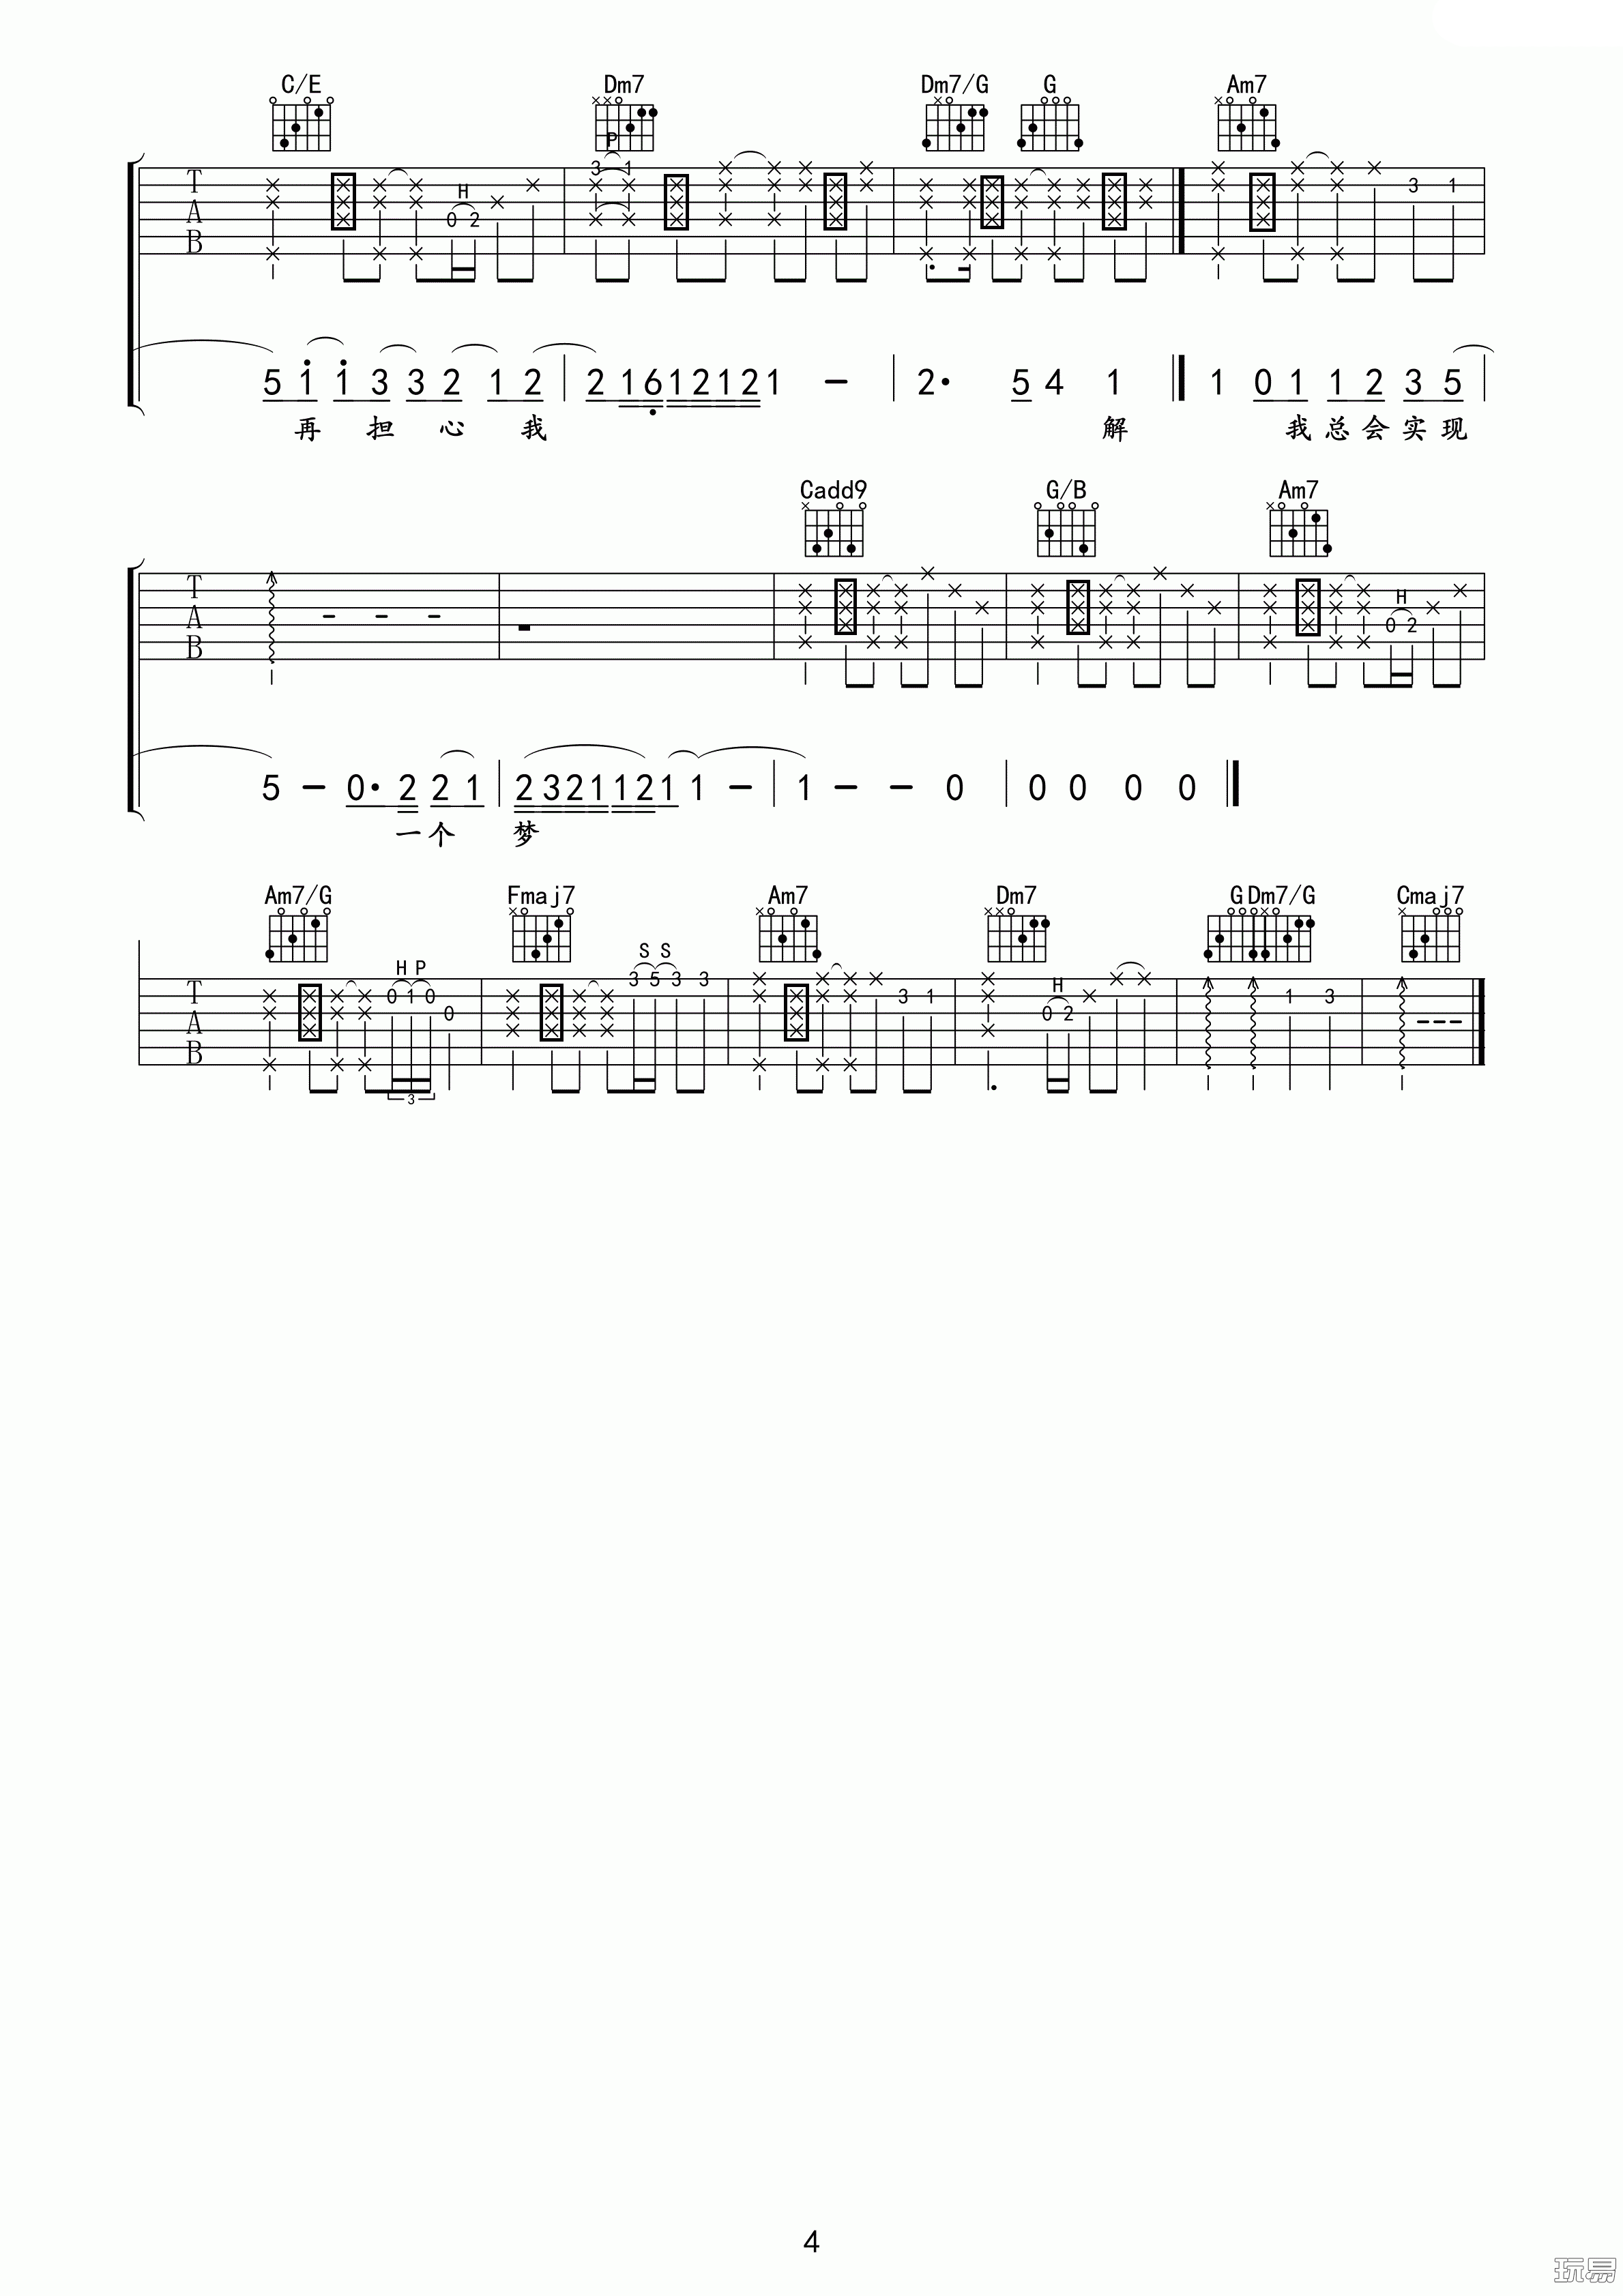 C/E Dm7 Dm7/G G Am7
P
3 1
T A B H 0 2 3 1
5 1 1 3 3 2 1 2 2 1 6 1 2 1 2 1 - 2· 5 4 1 1 0 1 1 2 3 5
再 担 心 我 解 我 总 会 实 现
Cadd9 G/B Am7
T A B - - - H 0 2
5 - 0· 2 2 1 2 3 2 1 1 2 1 1 - 1 - - 0 0 0 0 0
一 个 梦
Am7/G Fmaj7 Am7 Dm7 G Dm7/G Cmaj7
H P S S H
T A B 0 1 0 0 3 5 3 3 3 1 0 2 1 3 - - -
3
4
玩易